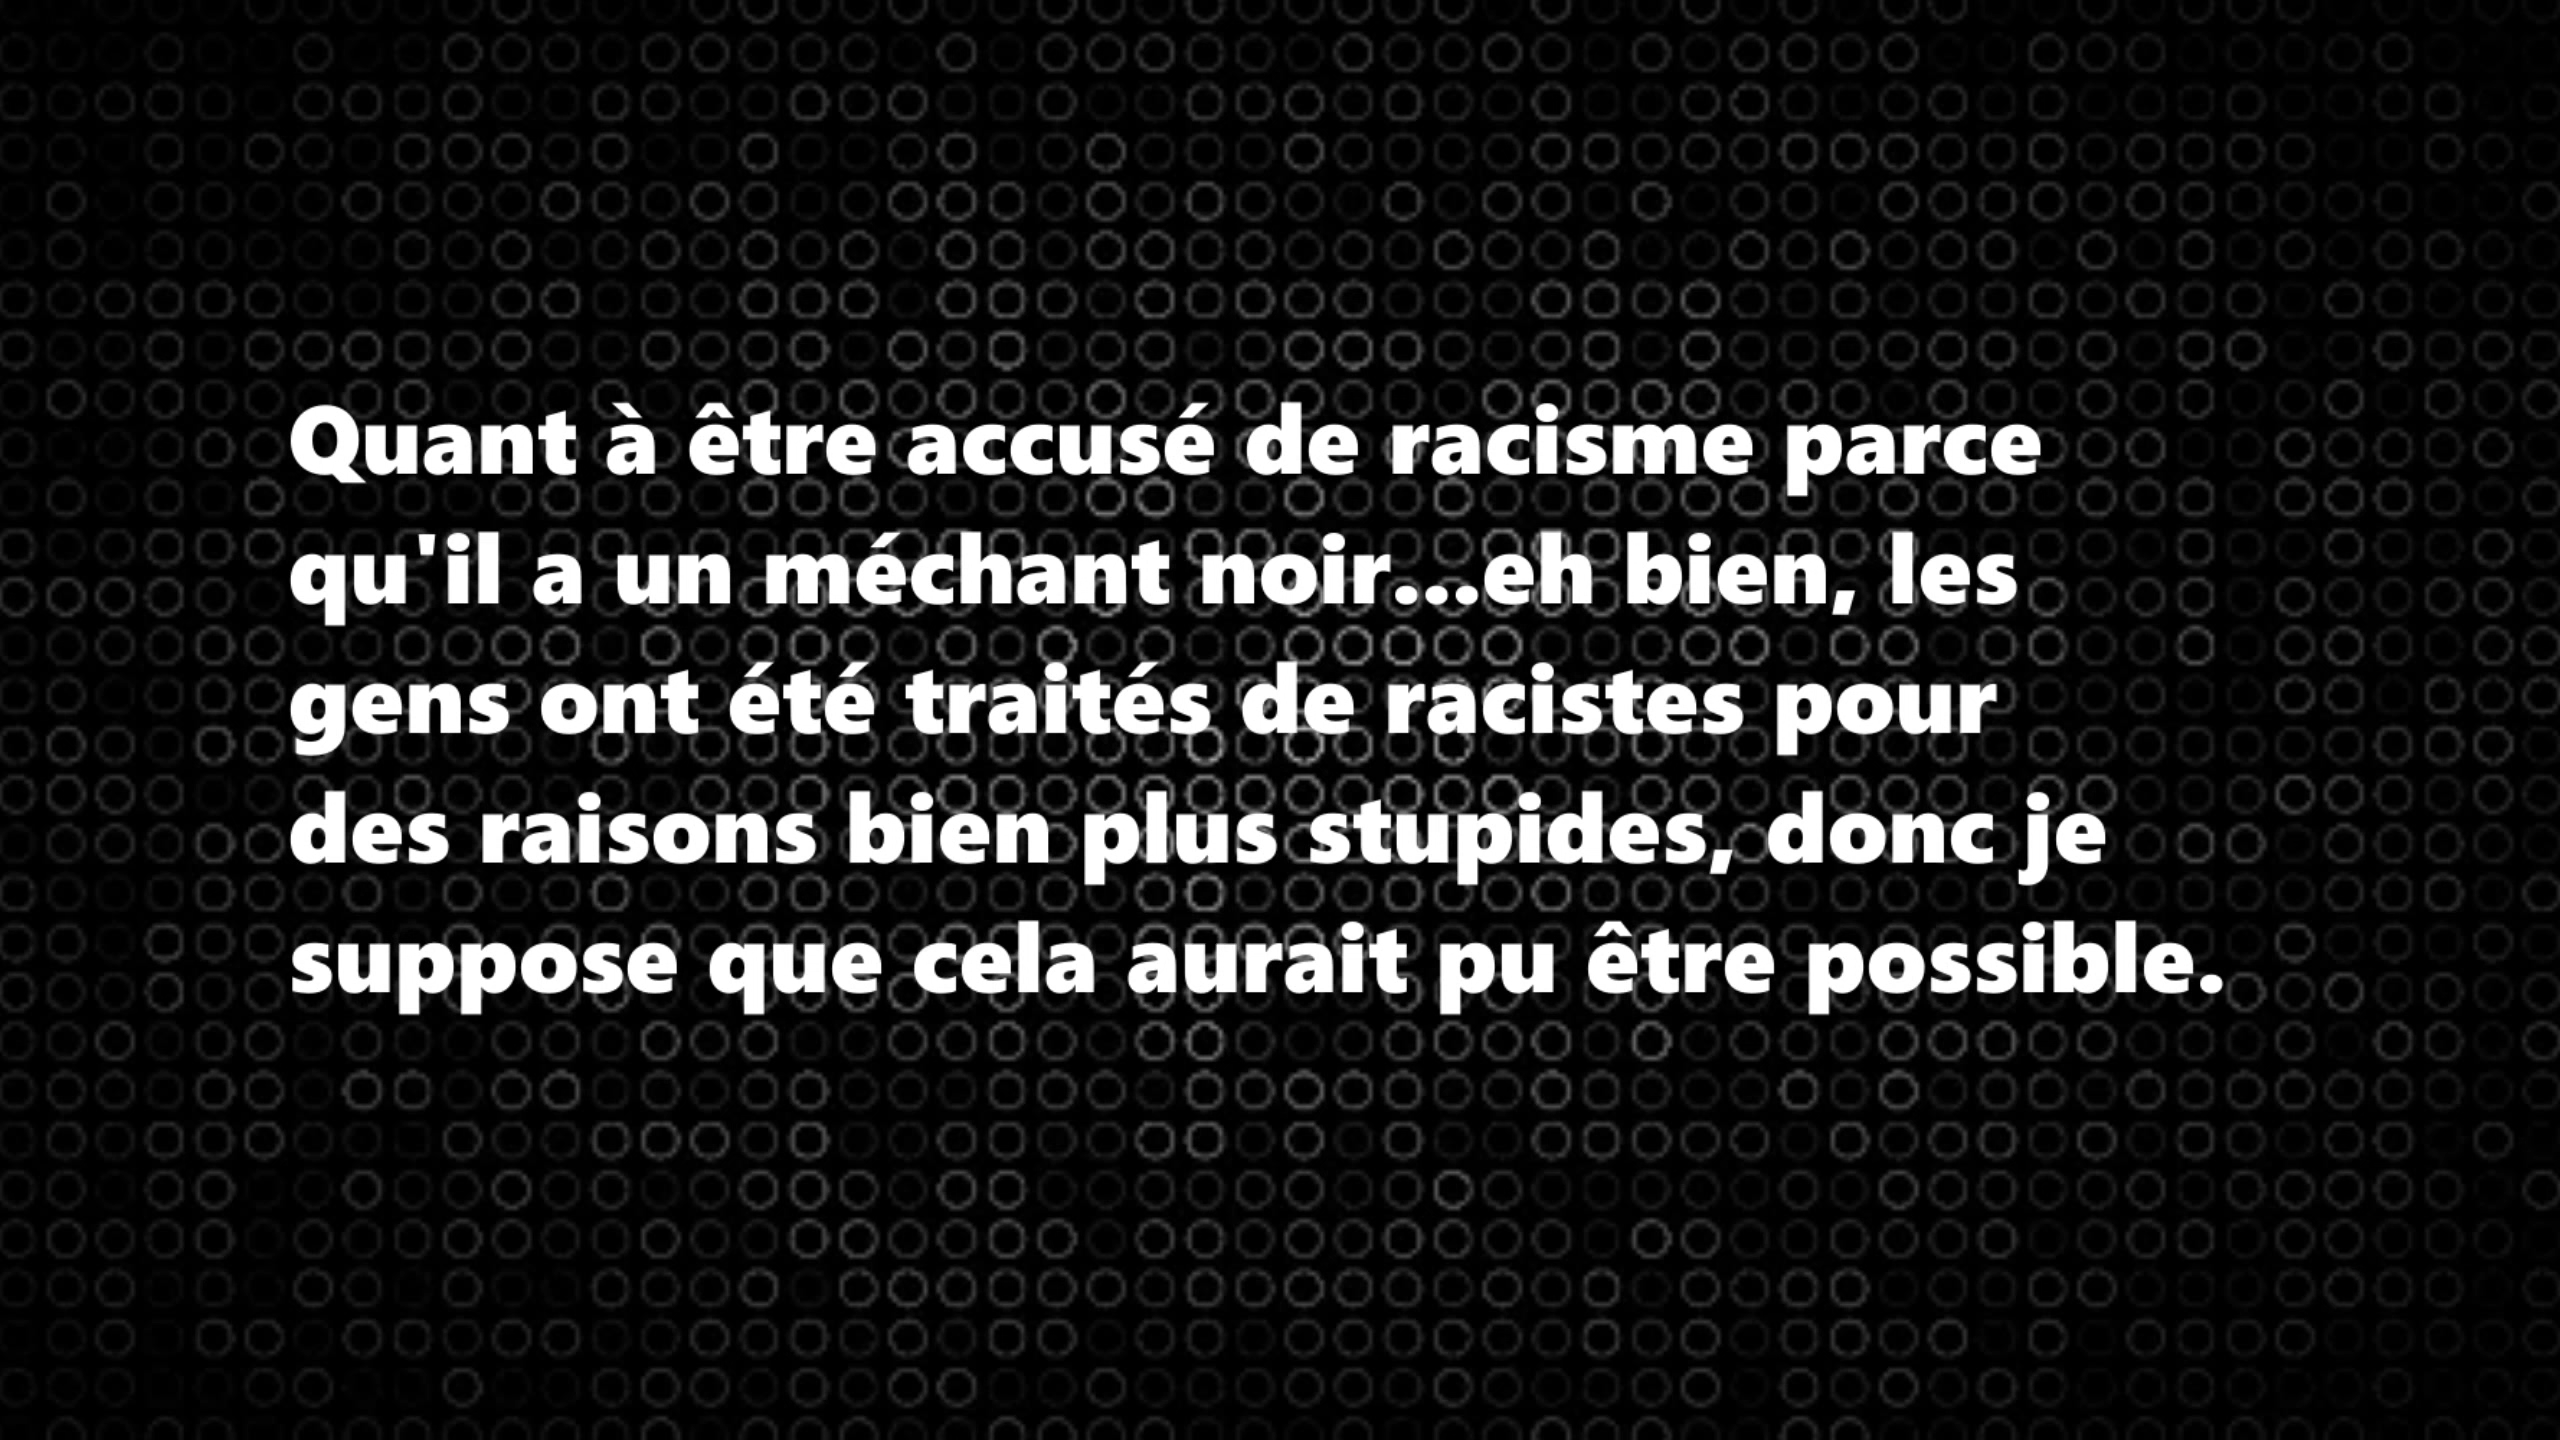 Quant à être accusé de racisme parce
qu'il a un méchant noir...eh bien, les
gens ont été traités de racistes pour
des raisons bien plus stupides, donc je
suppose que cela aurait pu être possible.